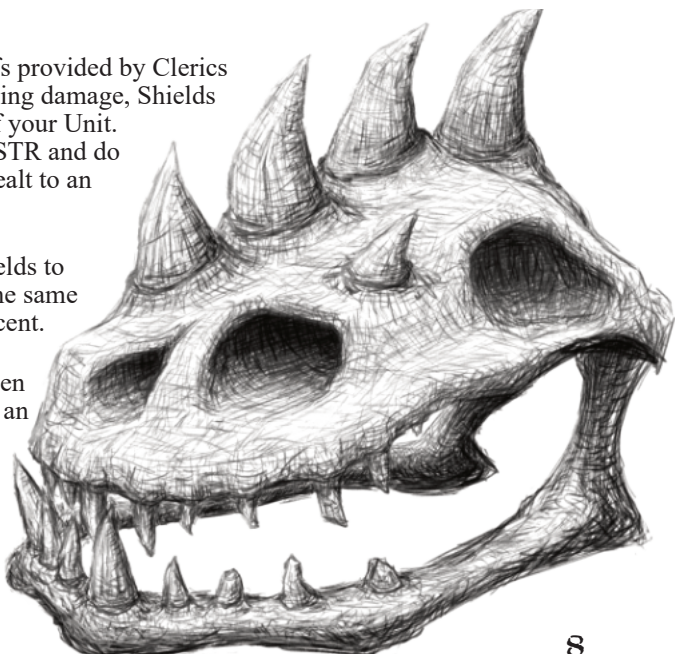 s provided by Clerics
ing damage, Shields
your Unit.
STR and do
ealt to an
elds to
he same
cent.
en
an
8